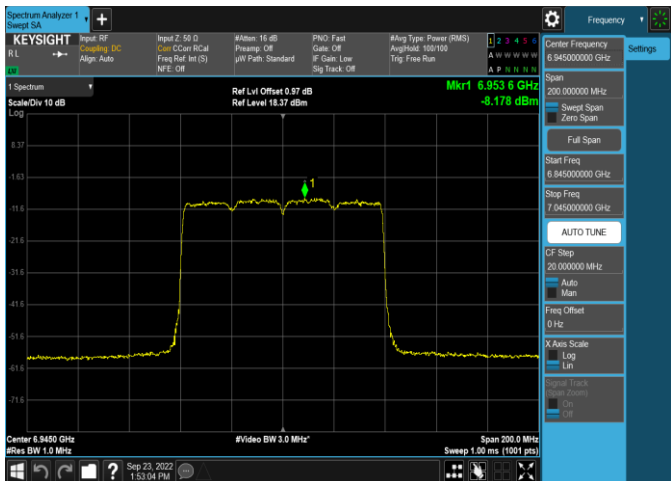 Spectrum Analyzer 1
Swept SA
+
Frequency
KEYSIGHT
RL
Input: RF
Coupling: DC
Align: Auto
Input Z: 50 Ω
Corr CCorr RCal
Freq Ref: Int (S)
NFE: Off
#Atten: 16 dB
Preamp: Off
µW Path: Standard
PNO: Fast
Gate: Off
IF Gain: Low
Sig Track: Off
#Avg Type: Power (RMS)
Avg|Hold: 100/100
Trig: Free Run
1 2 3 4 5 6
A W W W W W
A P N N N N
1 Spectrum
Scale/Div 10 dB
Log
Ref Lvl Offset 0.97 dB
Ref Level 18.37 dBm
Mkr1 6.953 6 GHz
-8.178 dBm
8.37
-1.63
-11.6
-21.6
-31.6
-41.6
-51.6
-61.6
-71.6
1
Center 6.9450 GHz
#Res BW 1.0 MHz
#Video BW 3.0 MHz*
Span 200.0 MHz
Sweep 1.00 ms (1001 pts)
Sep 23, 2022
1:53:04 PM
Center Frequency
6.945000000 GHz
Settings
Span
200.000000 MHz
Swept Span
Zero Span
Full Span
Start Freq
6.845000000 GHz
Stop Freq
7.045000000 GHz
AUTO TUNE
CF Step
20.000000 MHz
Auto
Man
Freq Offset
0 Hz
X Axis Scale
Log
Lin
Signal Track
(Span Zoom)
On
Off